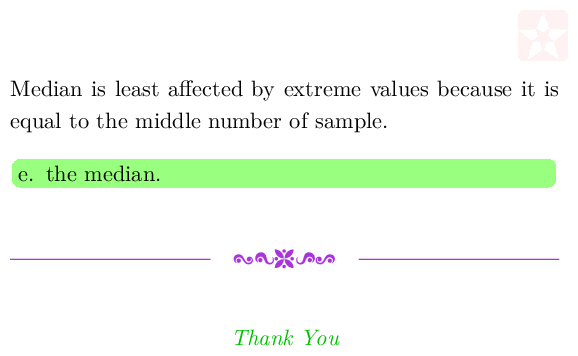 Median is least affected by extreme values because it is
equal to the middle number of sample.
e. the median.
Thank You